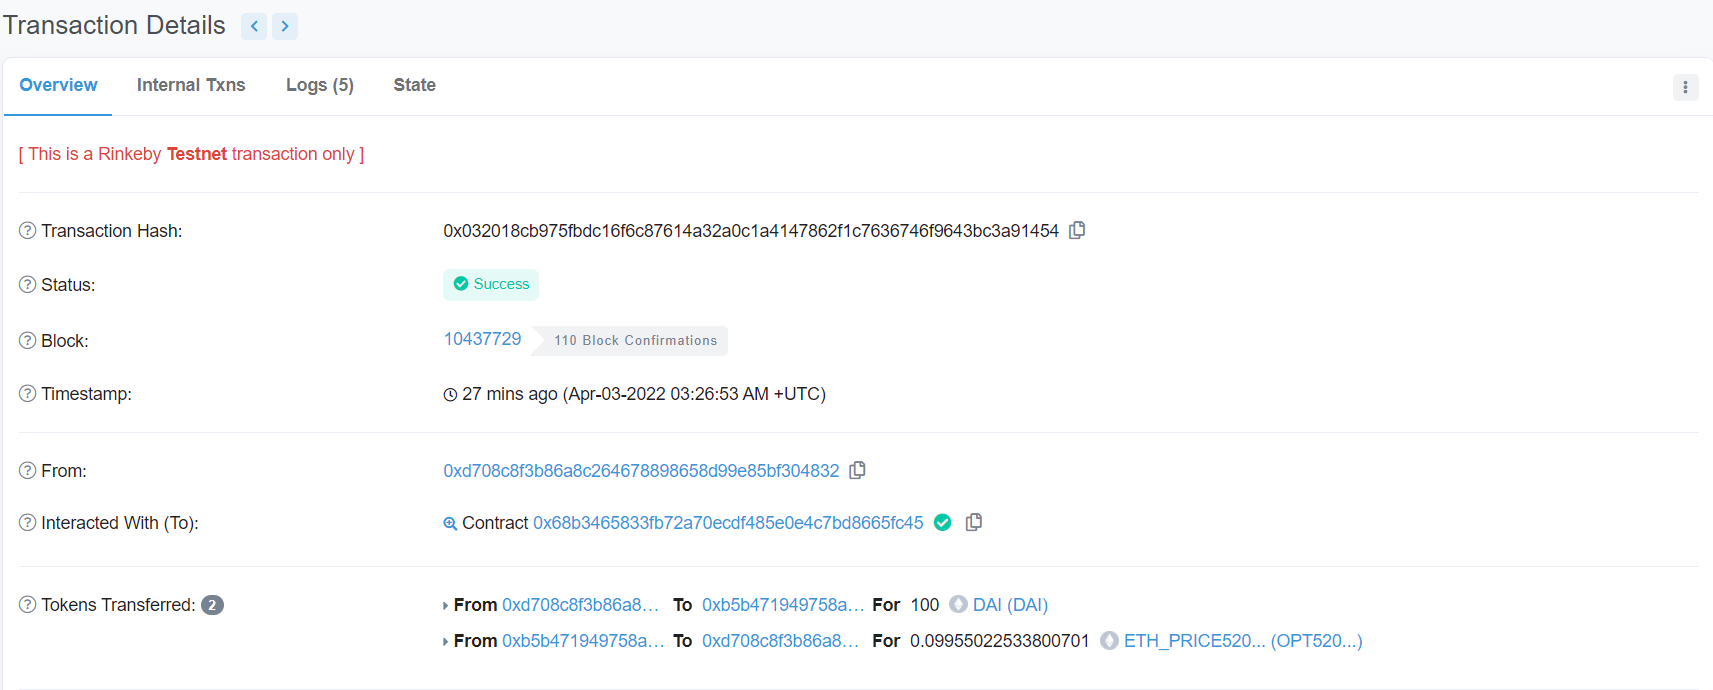 Transaction Details
Overview Internal Txns Logs (5) State
[ This is a Rinkeby Testnet transaction only ]
Transaction Hash: 0x032018cb975fbdc16f6c87614a32a0c1a4147862f1c7636746f9643bc3a91454
Status: Success
Block: 10437729 110 Block Confirmations
Timestamp: 27 mins ago (Apr-03-2022 03:26:53 AM +UTC)
From: 0xd708c8f3b86a8c264678898658d99e85bf304832
Interacted With (To): Contract 0x68b3465833fb72a70ecdf485e0e4c7bd8665fc45
Tokens Transferred: 2 From 0xd708c8f3b86a8... To 0xb5b471949758a... For 100 DAI (DAI)
From 0xb5b471949758a... To 0xd708c8f3b86a8... For 0.09955022533800701 ETH_PRICE520... (OPT520...)